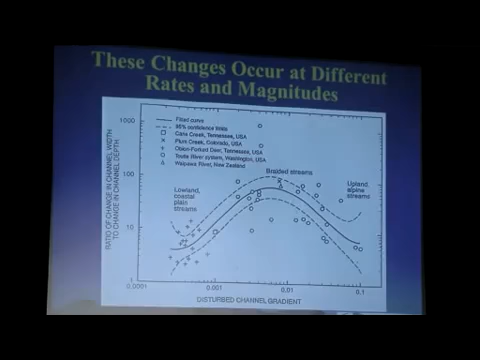 These Changes Occur at Different
Rates and Magnitudes
Fitted curve
95% confidence limits
Cane Creek, Tennessee, USA
Plum Creek, Colorado, USA
Obion-Forked Deer, Tennessee, USA
Toutle River system, Washington, USA
Waipaoa River, New Zealand
1000
100
10
1
RATIO OF CHANGE IN CHANNEL WIDTH
TO CHANGE IN CHANNEL DEPTH
Lowland,
coastal
plain
streams
Braided streams
Upland,
alpine
streams
0.0001
0.001
0.01
0.1
DISTURBED CHANNEL GRADIENT